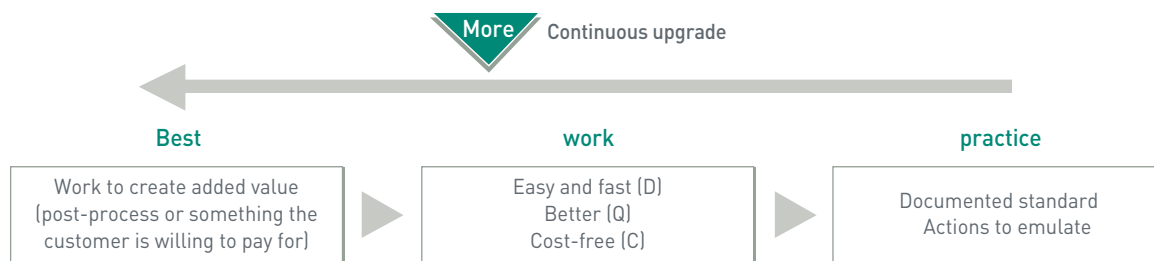 More
Continuous upgrade
Best
work
practice
Work to create added value
(post-process or something the
customer is willing to pay for)
Easy and fast (D)
Better (Q)
Cost-free (C)
Documented standard
Actions to emulate